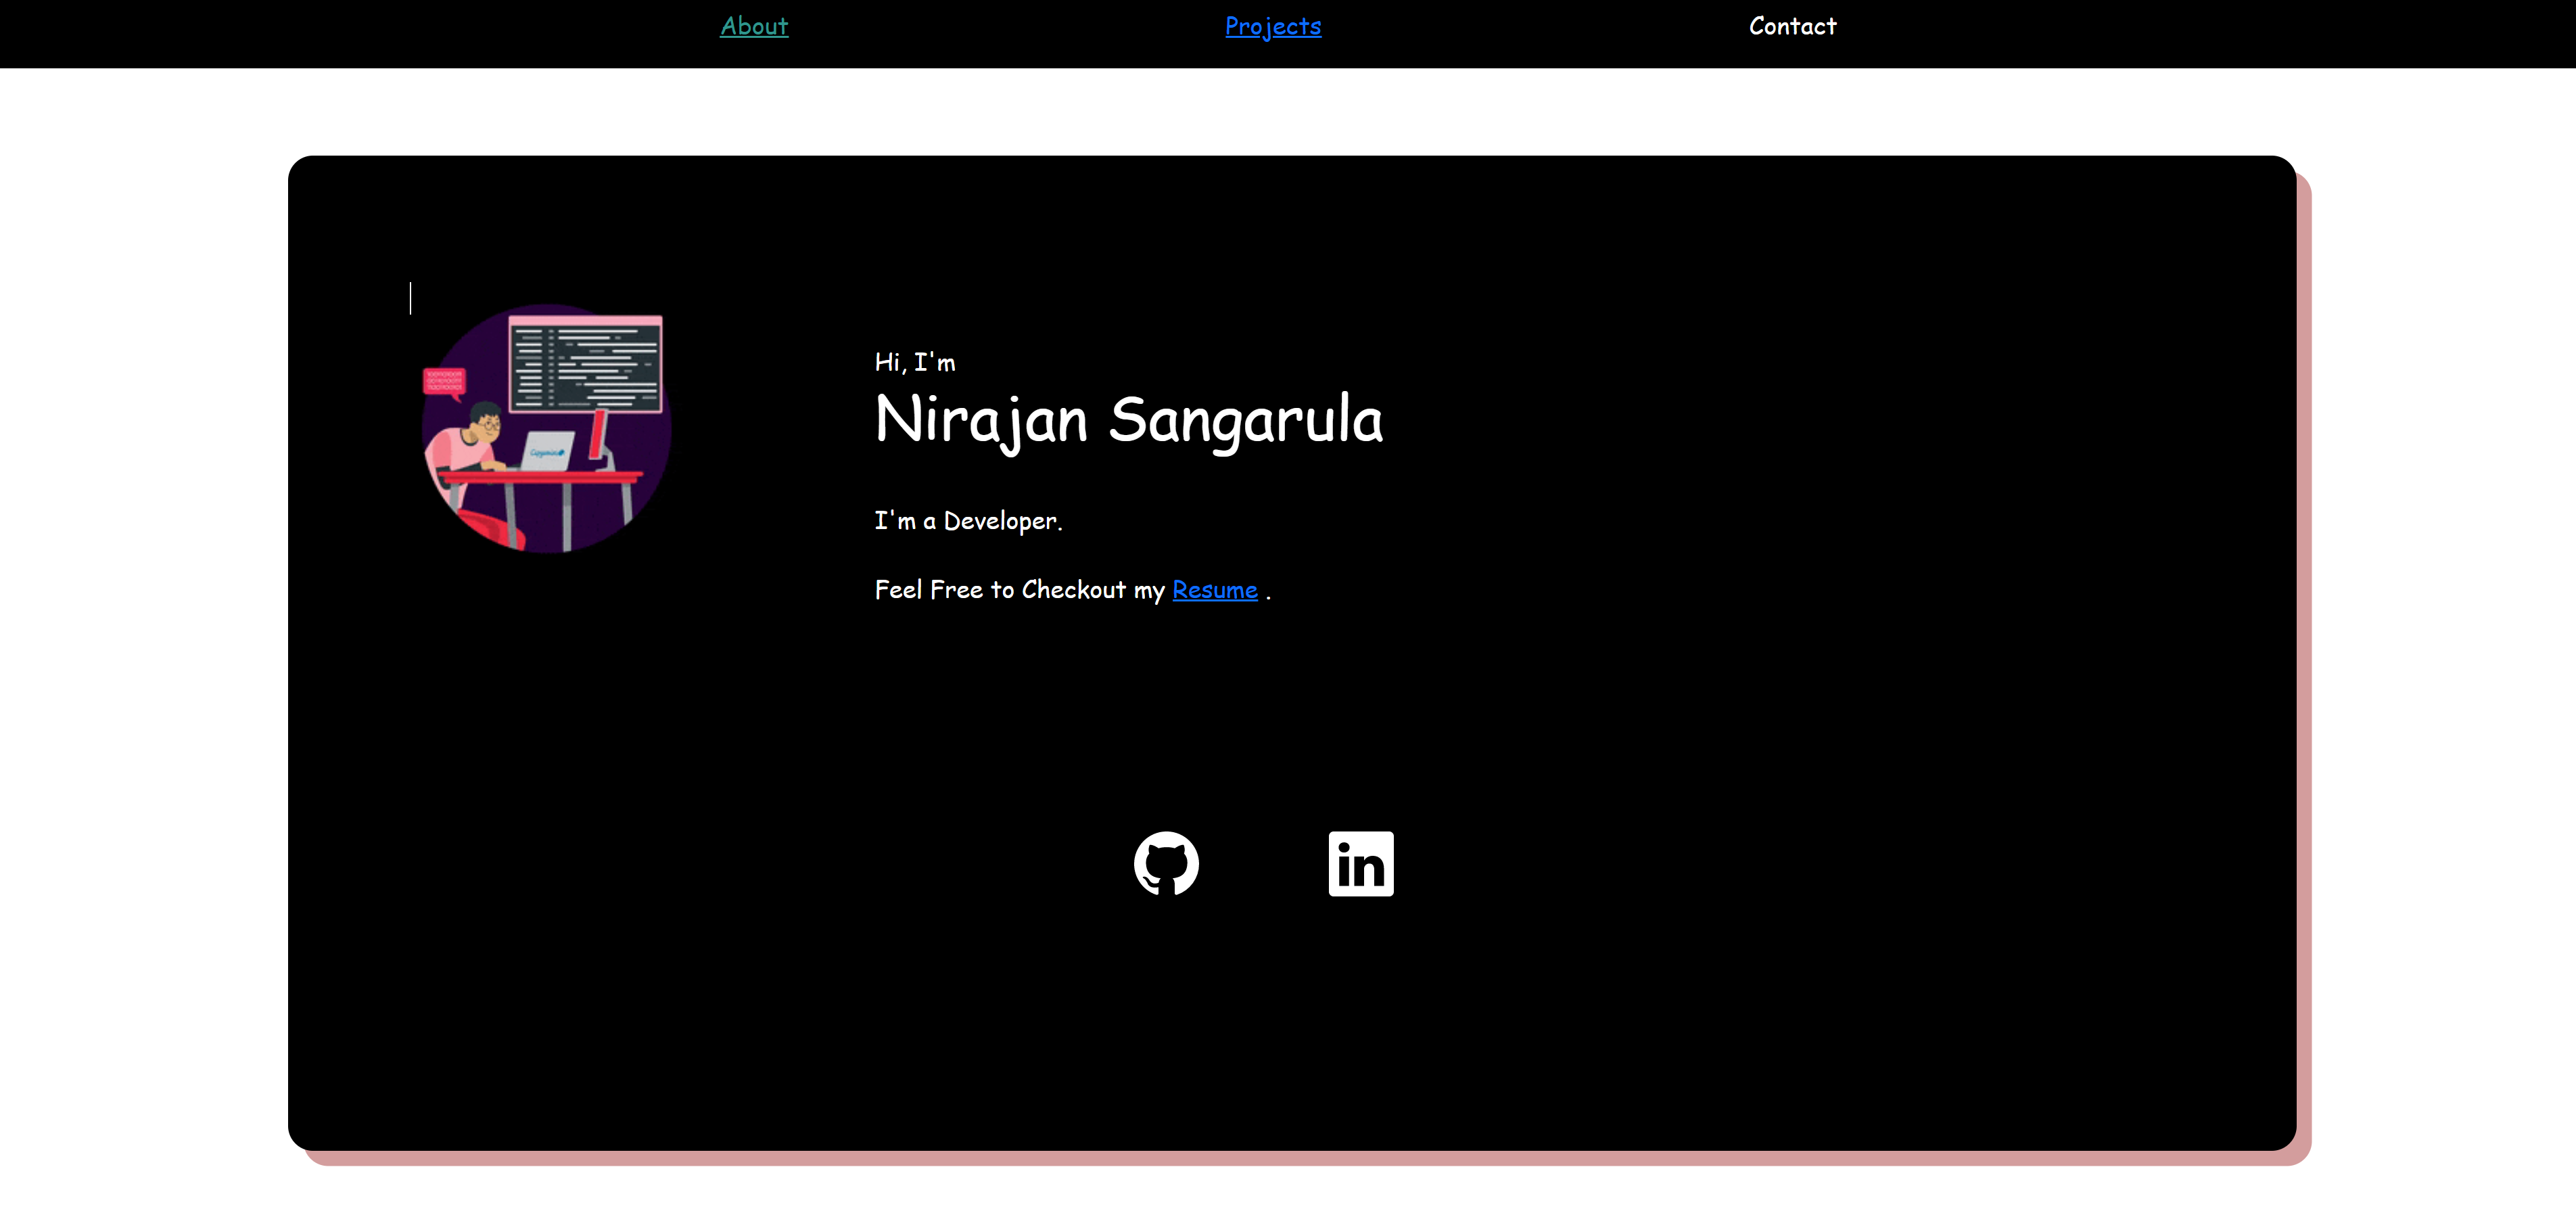 About Projects Contact
Hi, I'm
Nirajan Sangarula
I'm a Developer.
Feel Free to Checkout my Resume .
in